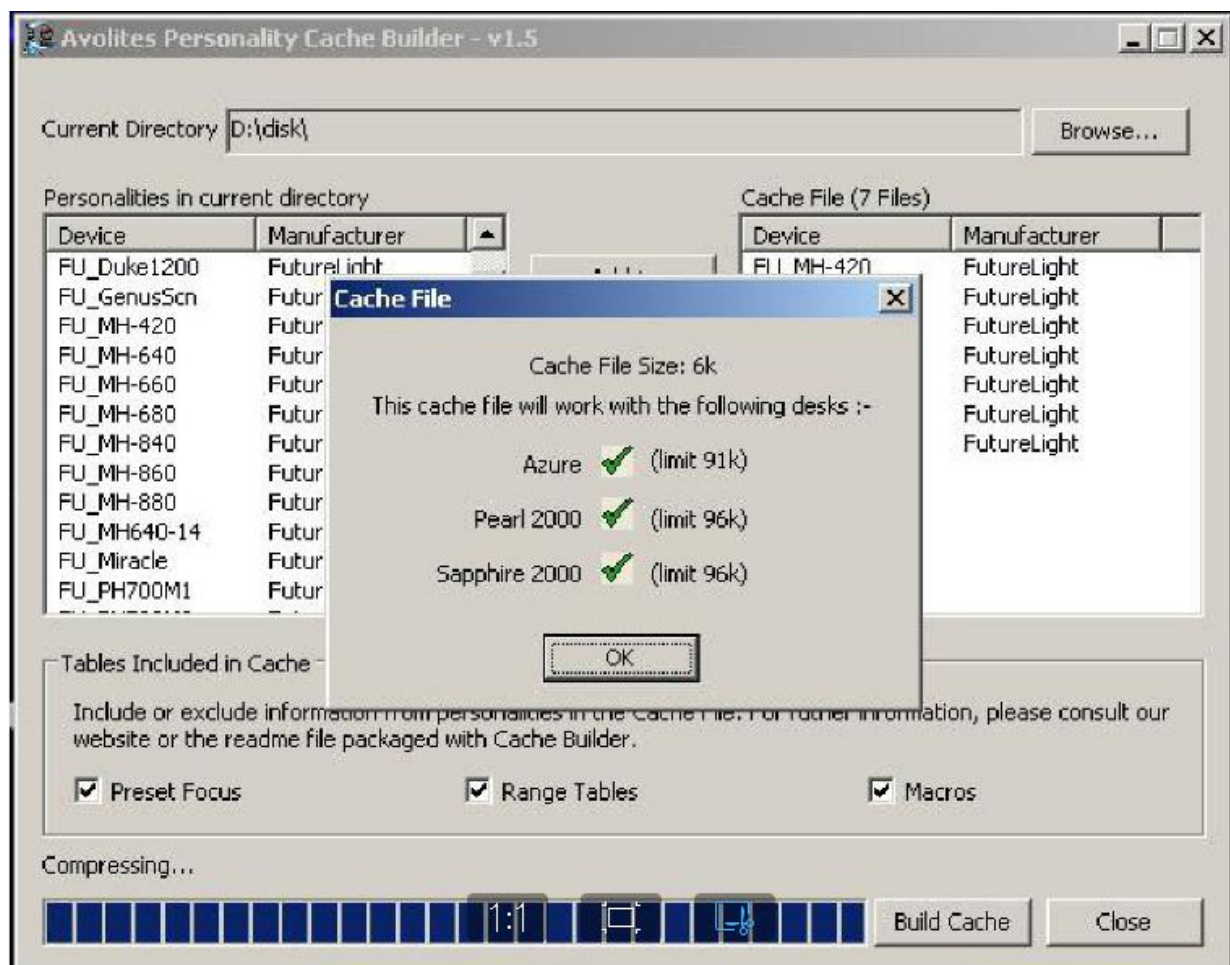 Avolites Personality Cache Builder - v1.5
Current Directory D:\disk\ Browse...
Personalities in current directory
Cache File (7 Files)
Device Manufacturer
Device Manufacturer
FU_Duke1200 FutureLight
FU_MH-420 FutureLight
FU_GenusScn Futur
FutureLight
FU_MH-420 Futur
FutureLight
FU_MH-640 Futur
FutureLight
FU_MH-660 Futur
FutureLight
FU_MH-680 Futur
FutureLight
FU_MH-840 Futur
FutureLight
FU_MH-860 Futur
FU_MH-880 Futur
FU_MH640-14 Futur
FU_Miracle Futur
FU_PH700M1 Futur
Cache File
Cache File Size: 6k
This cache file will work with the following desks :-
Azure (limit 91k)
Pearl 2000 (limit 96k)
Sapphire 2000 (limit 96k)
OK
Tables Included in Cache
Include or exclude information from personalities in the Cache File. For futher information, please consult our
website or the readme file packaged with Cache Builder.
Preset Focus Range Tables Macros
Compressing...
1:1
Build Cache Close